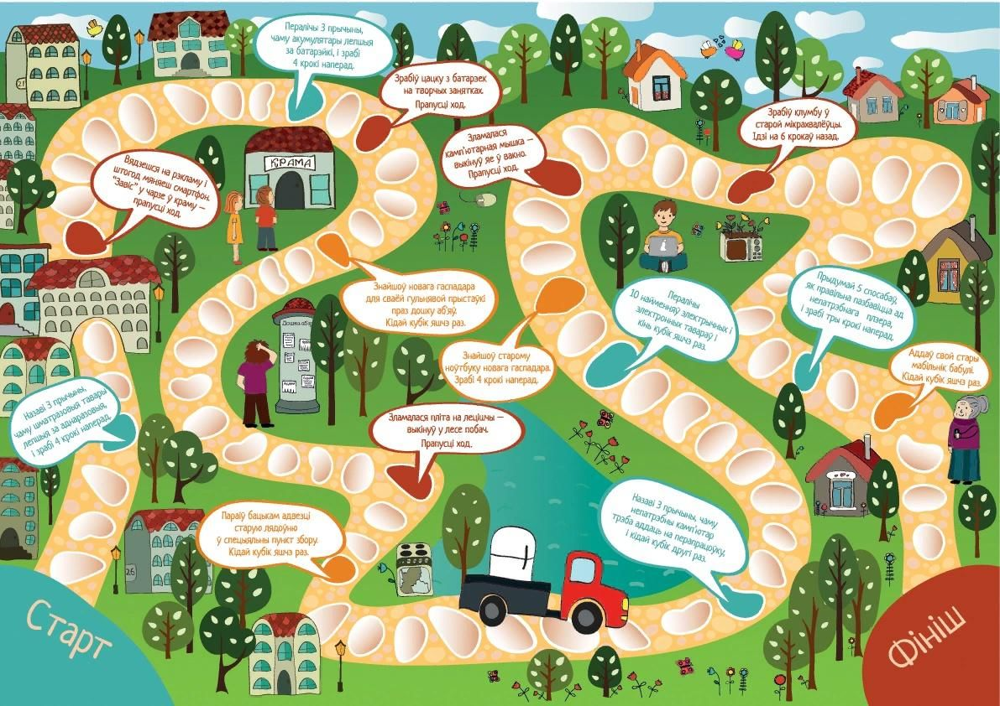 Пералічы 3 прычыны,
чаму акумулятары лепшыя
за батарэйкі, і зрабі
4 крокі наперад.
Зрабіў цацку з батарэек
на творчых занятках.
Прапусці ход.
Зламалася
камп'ютарная мышка –
выкінуў яе ў вакно.
Прапусці ход.
Зрабіў клумбу ў
старой мікрахвалёўцы.
Ідзі на 6 крокаў назад.
21
КРАМА
Вядзешся на рэкламу і
штогод мяняеш смартфон.
"Завіс" у чарзе ў краму –
прапусці ход.
Знайшоў новага гаспадара
для сваёй гульнявой прыстаўкі
праз дошку аб'яў.
Кідай кубік яшчэ раз.
Дошка аб'яў
Пералічы
10 найменняў электрычных і
электронных тавараў і
кінь кубік яшчэ раз.
Прыдумай 5 спосабаў,
як правільна пазбавіцца ад
непатрэбнага плэера,
і зрабі тры крокі наперад.
Знайшоў старому
ноўтбуку новага гаспадара.
Зрабі 4 крокі наперад.
Аддаў свой стары
мабільнік бабулі.
Кідай кубік яшчэ раз.
Назаві 3 прычыны,
чаму шматразовыя тавары
лепшыя за аднаразовыя,
і зрабі 4 крокі наперад.
Зламалася пліта на лецішчы –
выкінуў у лесе побач.
Прапусці ход.
Параіў бацькам адвезці
старую лядоўню
ў спецыяльны пункт збору.
Кідай кубік яшчэ раз.
Назаві 3 прычыны, чаму
непатрэбны камп'ютар
трэба аддаць на перапрацоўку,
і кідай кубік другі раз.
26
Старт
Фініш